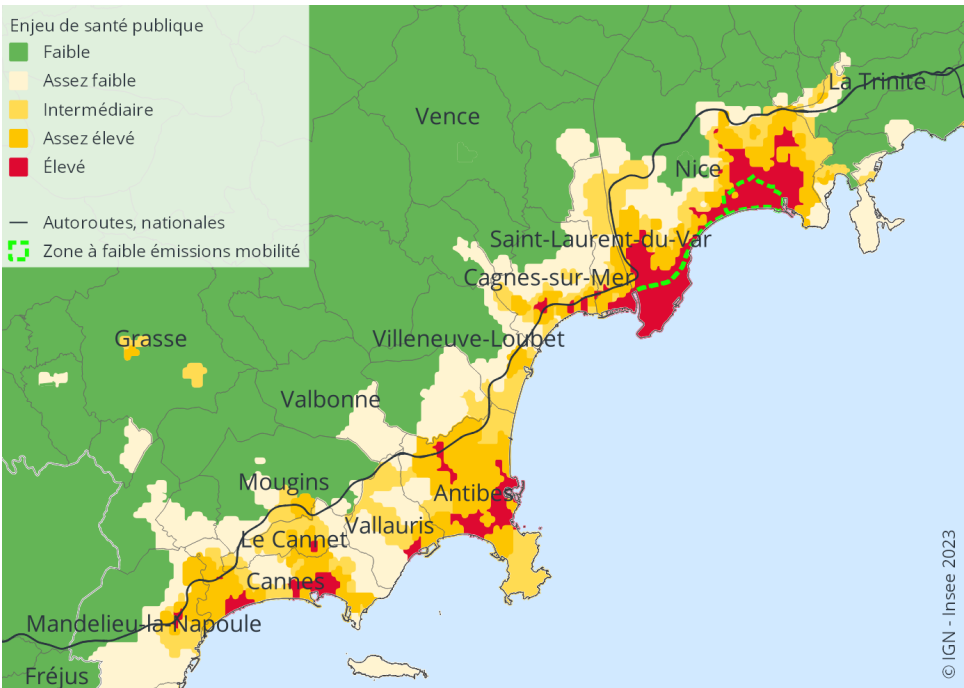 Enjeu de santé publique
Faible
Assez faible
Intermédiaire
Assez élevé
Élevé
Autoroutes, nationales
Zone à faible émissions mobilité
La Trinité
Vence
Nice
Saint-Laurent-du-Var
Cagnes-sur-Mer
Grasse
Villeneuve-Loubet
Valbonne
Mougins
Antibes
Vallauris
Le Cannet
Cannes
Mandelieu-la-Napoule
Fréjus
© IGN - Insee 2023